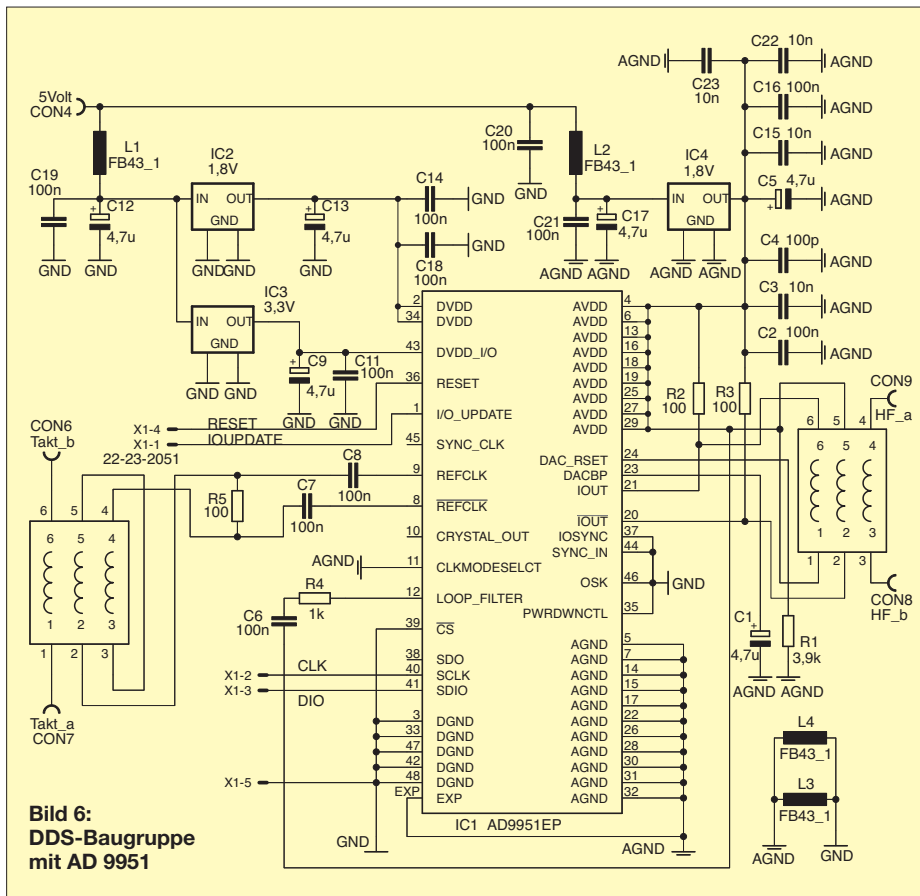 C22 10n
AGND
AGND
C23
10n
C16 100n
AGND
C15 10n
AGND
C5 4,7u
+
AGND
C4 100p
AGND
C3 10n
AGND
C2 100n
AGND
5Volt
CON4
L1
FB43_1
C19
100n
C12
+
4,7u
GND
GND
IC2
1,8V
IN OUT
GND
GND GND
C13
+
4,7u
GND
C14
100n
GND
C18
100n
GND
C20
100n
GND
L2
FB43_1
C21
100n
AGND
C17
+
4,7u
AGND
IC4
1,8V
IN OUT
GND
AGND AGND
IC3
3,3V
IN OUT
GND
GND GND
C9
+
4,7u
GND
C11
100n
GND
2 DVDD
34 DVDD
43 DVDD_I/O
36 RESET
1 I/O_UPDATE
45 SYNC_CLK
9 REFCLK
8 REFCLK
10 CRYSTAL_OUT
11 CLKMODESELCT
12 LOOP_FILTER
39 CS
38 SDO
40 SCLK
41 SDIO
3 DGND
33 DGND
47 DGND
42 DGND
48 DGND
EXP EXP
AVDD 4
AVDD 6
AVDD 13
AVDD 16
AVDD 18
AVDD 19
AVDD 25
AVDD 27
AVDD 29
DAC_RSET 24
DACBP 23
IOUT 21
IOUT 20
IOSYNC 37
SYNC_IN 44
OSK 46
GND
PWRDWNCTL 35
AGND 5
AGND 7
AGND 14
AGND 15
AGND 17
AGND 22
AGND 26
AGND 28
AGND 30
AGND 31
AGND 32
IC1 AD9951EP
X1-4 RESET
X1-1 IOUPDATE
22-23-2051
CON6
Takt_b
6 5 4
6 5 4
1 2 3
1 2 3
Takt_a
CON7
R5
100
C8
100n
C7
100n
AGND
R4
1k
C6
100n
X1-2 CLK
X1-3 DIO
X1-5
GND
AGND
R2
100
R3
100
CON9
HF_a
6 5 4
6 5 4
1 2 3
1 2 3
CON8
HF_b
C1
+
4,7u
AGND
R1
3,9k
AGND
L4
FB43_1
L3
FB43_1
AGND GND
Bild 6:
DDS-Baugruppe
mit AD 9951